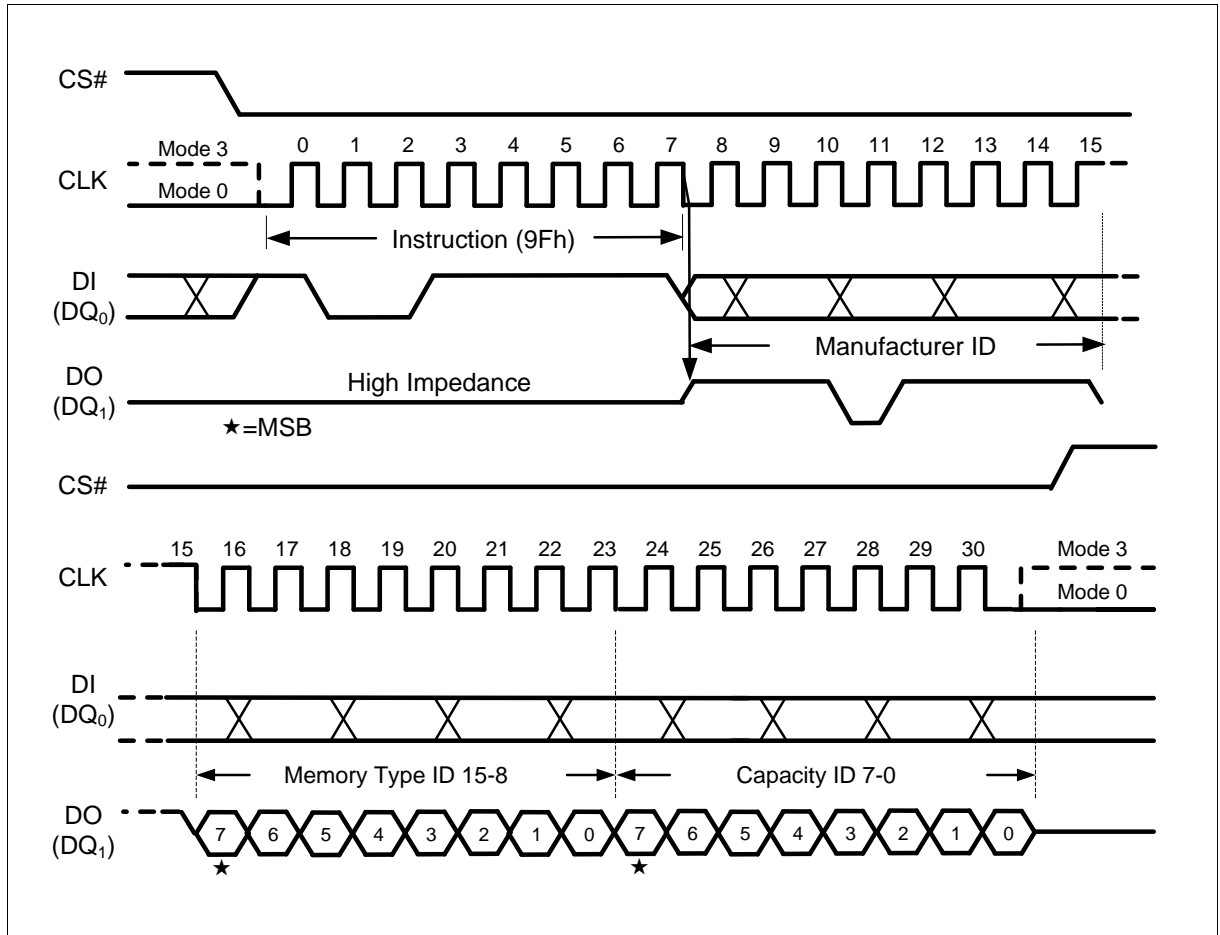 CS#
Mode 3
0 1 2 3 4 5 6 7 8 9 10 11 12 13 14 15
CLK
Mode 0
Instruction (9Fh)
DI
(DQ0)
Manufacturer ID
DO
(DQ1)
High Impedance
★=MSB
CS#
15 16 17 18 19 20 21 22 23 24 25 26 27 28 29 30
Mode 3
CLK
Mode 0
DI
(DQ0)
Memory Type ID 15-8
Capacity ID 7-0
DO
(DQ1)
7 6 5 4 3 2 1 0 7 6 5 4 3 2 1 0
★ ★